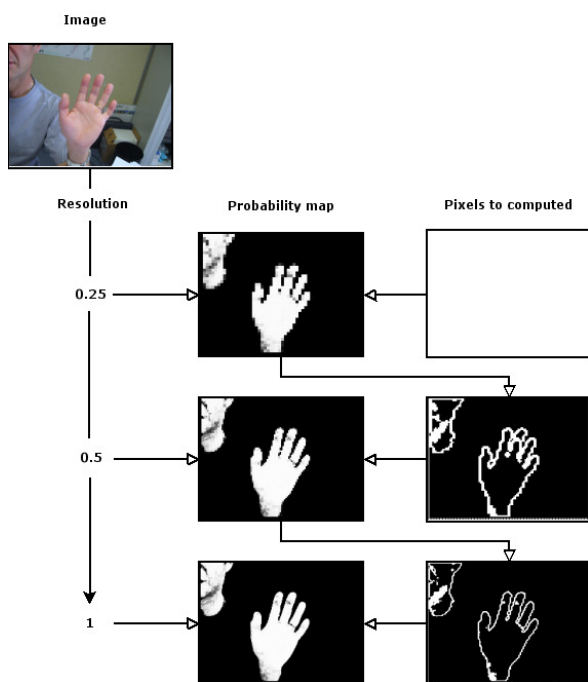 Image
Resolution
Probability map
Pixels to computed
0.25
0.5
1